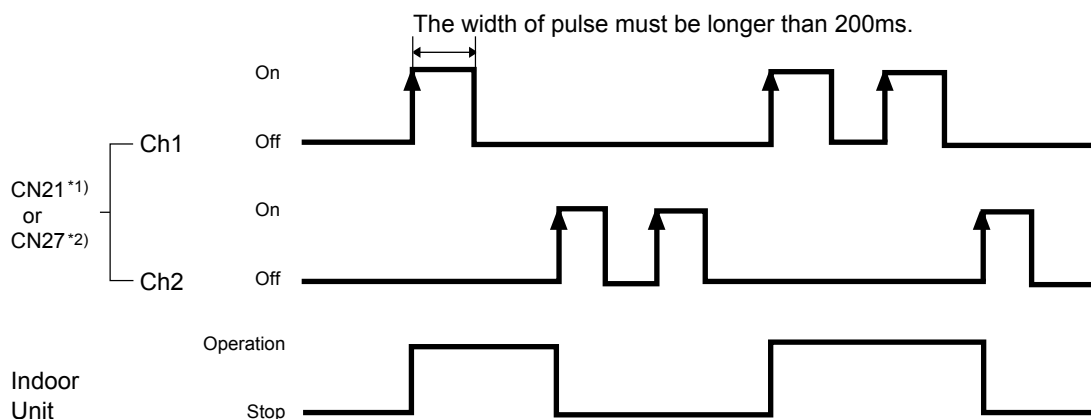 The width of pulse must be longer than 200ms.
On
Ch1
Off
CN21 *1)
or
CN27 *2)
On
Ch2
Off
Operation
Indoor
Unit
Stop